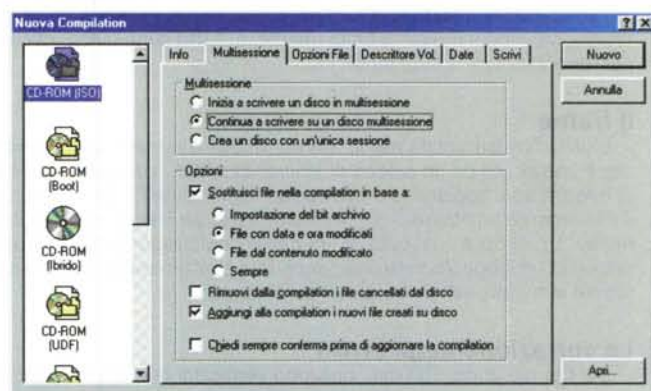 Nuova Compilation
CD-ROM (ISO)
CD-ROM
(Boot)
CD-ROM
(Ibrido)
CD-ROM
(UDF)
Info
Multisessione
Opzioni File
Descrittore Vol.
Date
Scrivi
Multisessione
Inizia a scrivere un disco in multisessione
Continua a scrivere su un disco multisessione
Crea un disco con un'unica sessione
Opzioni
Sostituisci file nella compilation in base a:
Impostazione del bit archivio
File con data e ora modificati
File dal contenuto modificato
Sempre
Rimuovi dalla compilation i file cancellati dal disco
Aggiungi alla compilation i nuovi file creati su disco
Chiedi sempre conferma prima di aggiornare la compilation
Nuovo
Annulla
Apri...